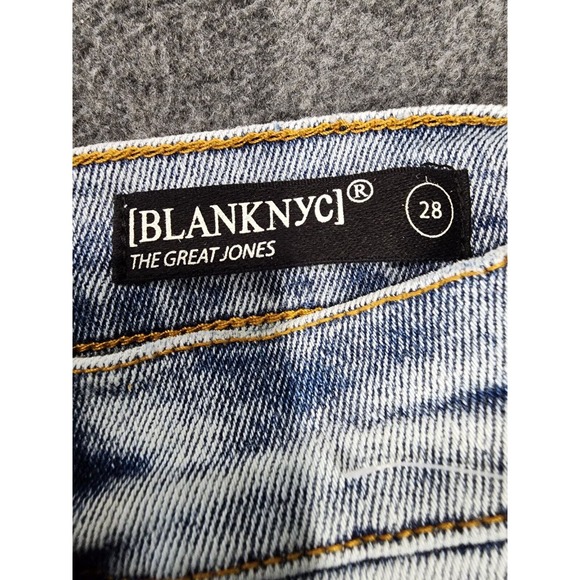 [BLANKNYC]®
28
THE GREAT JONES